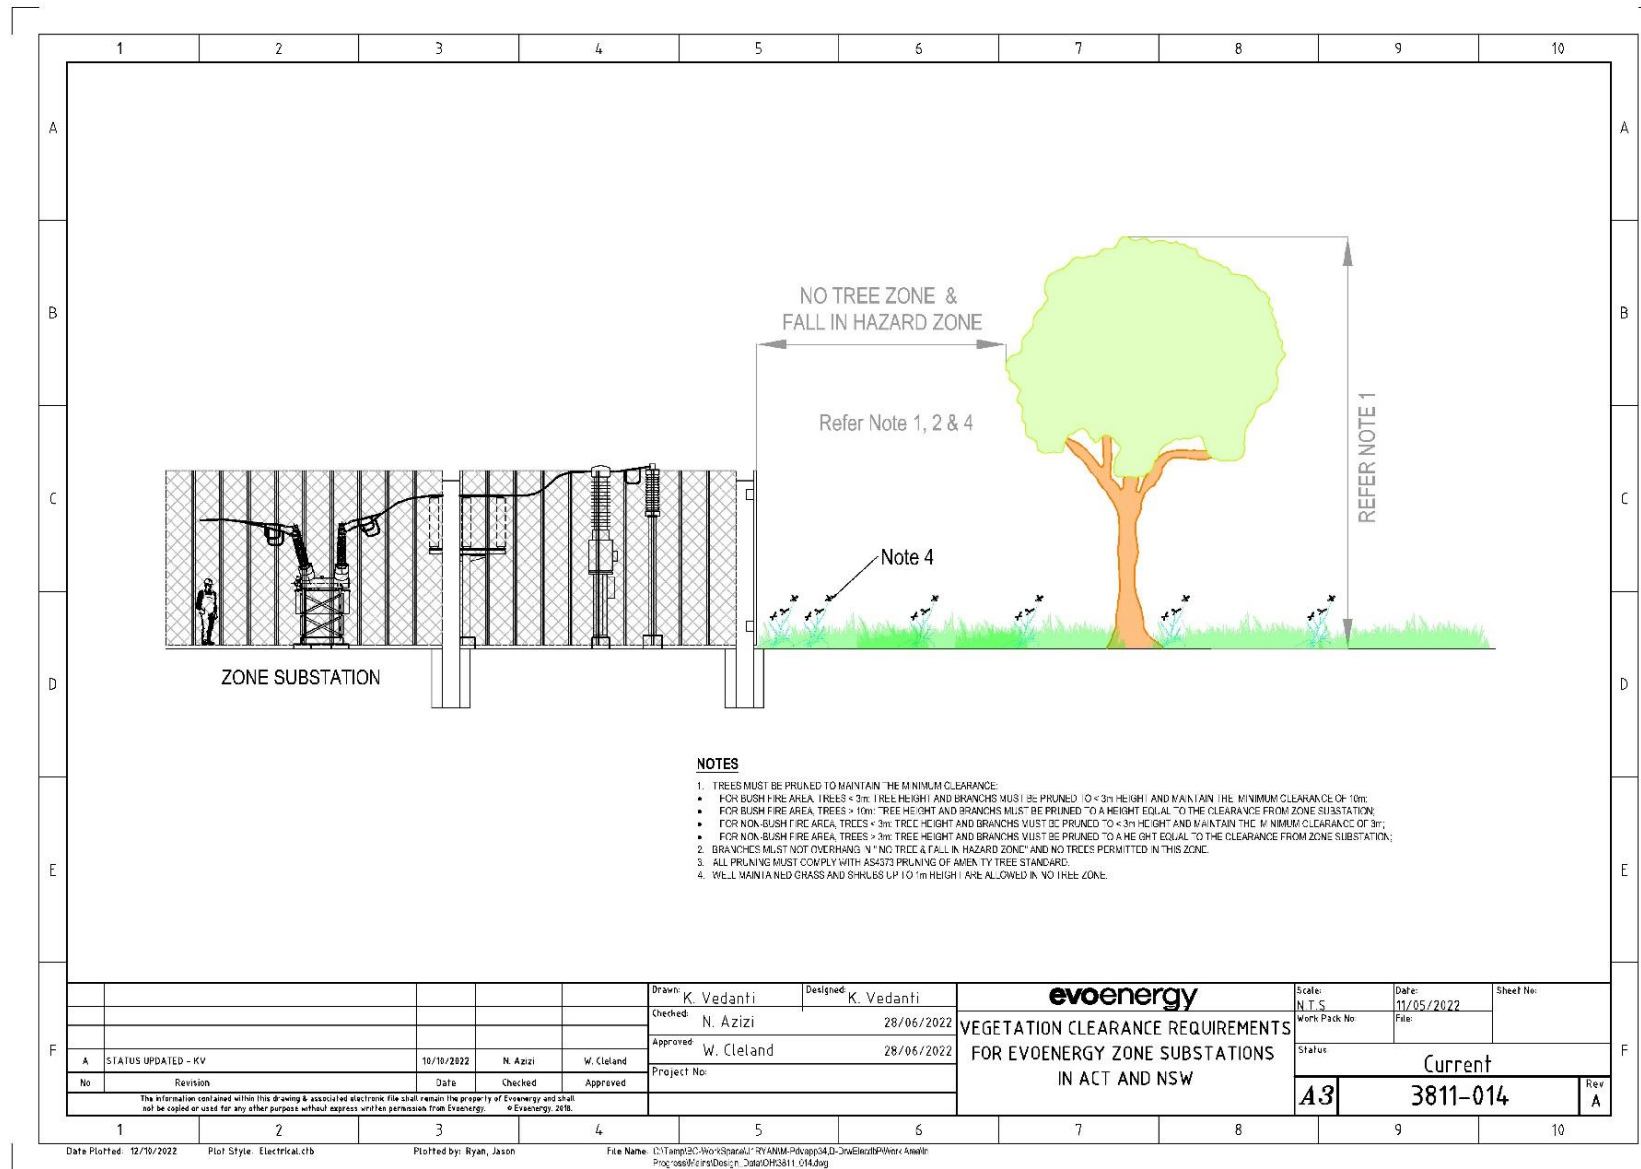 1 2 3 4 5 6 7 8 9 10
A A
B B
C C
D D
E E
F F
NO TREE ZONE &
FALL IN HAZARD ZONE
Refer Note 1, 2 & 4
REFER NOTE 1
Note 4
ZONE SUBSTATION
NOTES
1. TREES MUST BE PRUNED TO MAINTAIN THE MINIMUM CLEARANCE:
• FOR BUSH FIRE AREA, TREES < 3m: TREE HEIGHT AND BRANCHS MUST BE PRUNED TO < 3m HEIGHT AND MAINTAIN THE MINIMUM CLEARANCE OF 10m;
• FOR BUSH FIRE AREA, TREES > 10m: TREE HEIGHT AND BRANCHS MUST BE PRUNED TO A HEIGHT EQUAL TO THE CLEARANCE FROM ZONE SUBSTATION;
• FOR NON-BUSH FIRE AREA, TREES < 3m: TREE HEIGHT AND BRANCHS MUST BE PRUNED TO < 3m HEIGHT AND MAINTAIN THE MINIMUM CLEARANCE OF 3m;
• FOR NON-BUSH FIRE AREA, TREES > 3m: TREE HEIGHT AND BRANCHS MUST BE PRUNED TO A HEIGHT EQUAL TO THE CLEARANCE FROM ZONE SUBSTATION;
2. BRANCHES MUST NOT OVERHANG IN "NO TREE & FALL IN HAZARD ZONE" AND NO TREES PERMITTED IN THIS ZONE.
3. ALL PRUNING MUST COMPLY WITH AS4373 PRUNING OF AMENITY TREE STANDARD.
4. WELL MAINTAINED GRASS AND SHRUBS UP TO 1m HEIGHT ARE ALLOWED IN NO TREE ZONE.
A STATUS UPDATED - KV 10/10/2022 N. Azizi W. Cleland
No Revision Date Checked Approved
The information contained within this drawing & associated electronic file shall remain the property of Evoenergy and shall
not be copied or used for any other purpose without express written permission from Evoenergy. © Evoenergy, 2018.
Drawn: K. Vedanti Designed: K. Vedanti
Checked: N. Azizi 28/06/2022
Approved: W. Cleland 28/06/2022
Project No:
evoenergy
VEGETATION CLEARANCE REQUIREMENTS
FOR EVOENERGY ZONE SUBSTATIONS
IN ACT AND NSW
Scale: N.T.S Date: 11/05/2022 Sheet No:
Work Pack No: File:
Status Current
A3 3811-014 Rev A
1 2 3 4 5 6 7 8 9 10
Date Plotted: 12/10/2022 Plot Style: Electrical.ctb Plotted by: Ryan, Jason File Name: